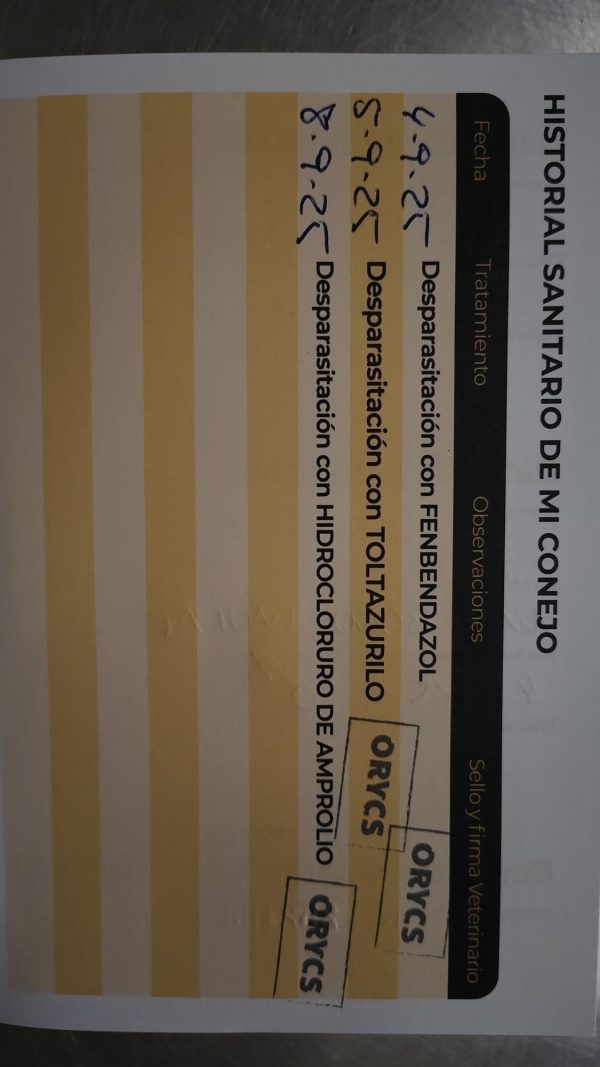 HISTORIAL SANITARIO DE MI CONEJO
Fecha Tratamiento Observaciones Sello y firma Veterinario
4.9.25 Desparasitación con FENBENDAZOL ORYCS
5.9.25 Desparasitación con TOLTAZURILO ORYCS
8.9.25 Desparasitación con HIDROCLORURO DE AMPROLIO ORYCS